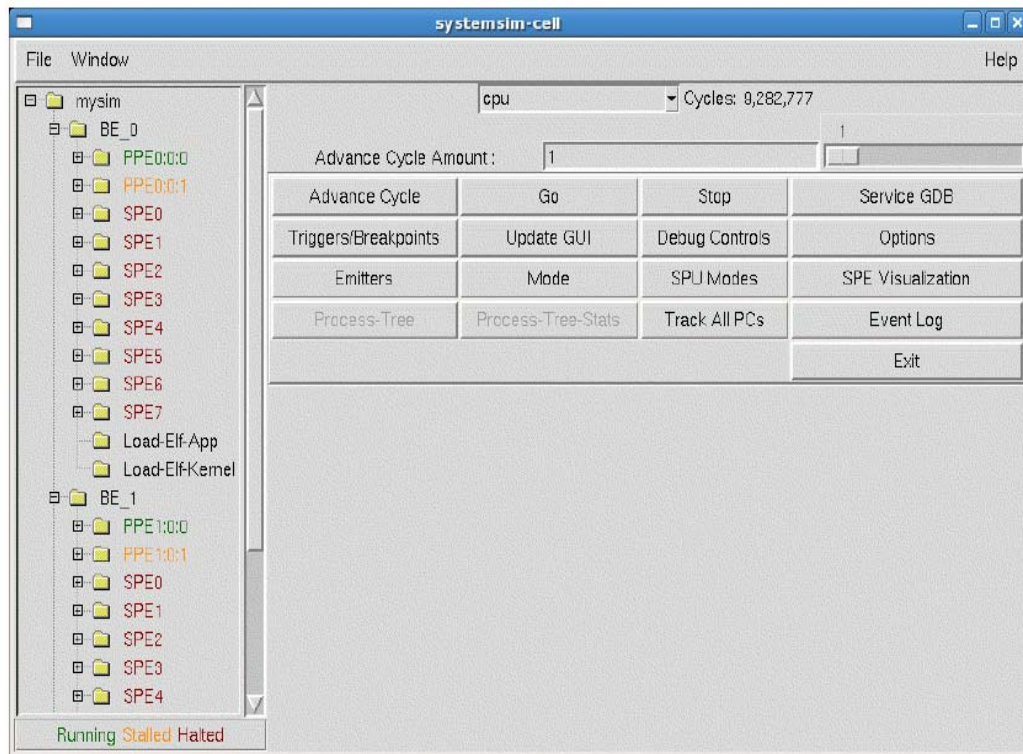 systemsim-cell
File Window Help
mysim
BE_0
PPE0:0:0
PPE0:0:1
SPE0
SPE1
SPE2
SPE3
SPE4
SPE5
SPE6
SPE7
Load-Elf-App
Load-Elf-Kernel
BE_1
PPE1:0:0
PPE1:0:1
SPE0
SPE1
SPE2
SPE3
SPE4
Running Stalled Halted
cpu Cycles: 9,282,777
1
Advance Cycle Amount: 1
Advance Cycle Go Stop Service GDB
Triggers/Breakpoints Update GUI Debug Controls Options
Emitters Mode SPU Modes SPE Visualization
Process-Tree Process-Tree-Stats Track All PCs Event Log
Exit